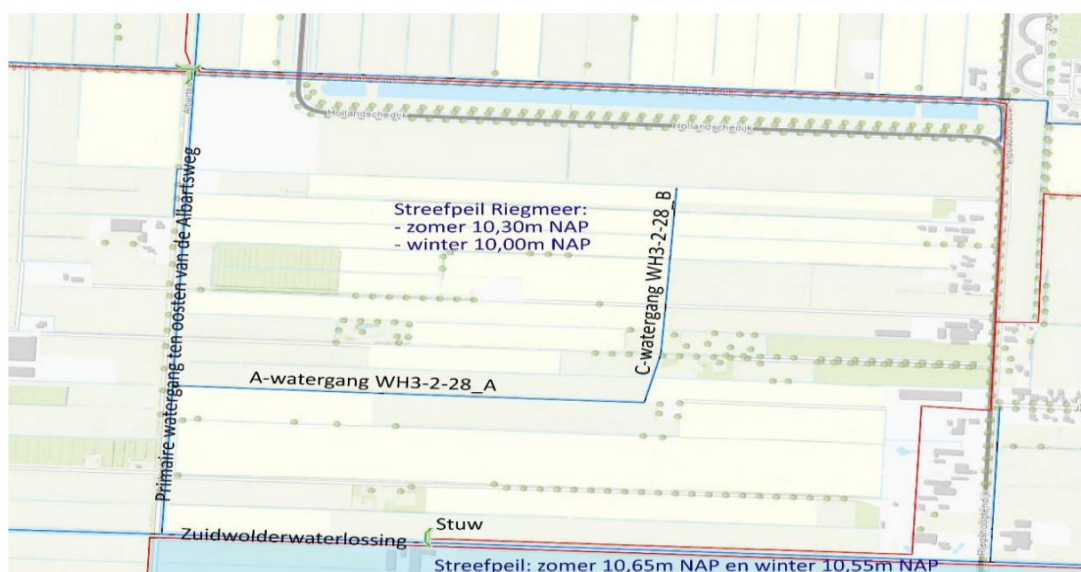 Hollandschedijk
Hollandschedijk
Primaire watergang ten oosten van de Albartsweg
Streefpeil Riegmeer:
- zomer 10,30m NAP
- winter 10,00m NAP
C-watergang WH3-2-28_B
A-watergang WH3-2-28_A
Stuw
- Zuidwolderwaterlossing -
Streefpeil: zomer 10,65m NAP en winter 10,55m NAP